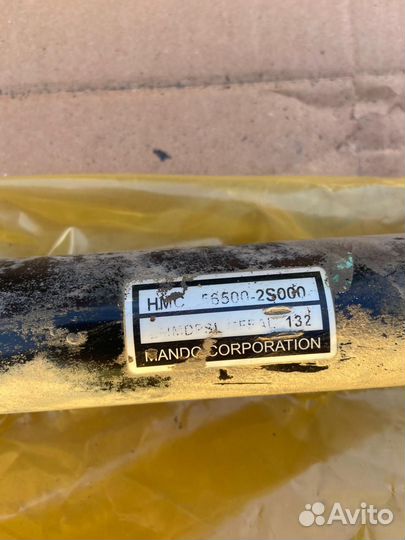 HMC 56500-2S000
132
MANDO CORPORATION
Avito